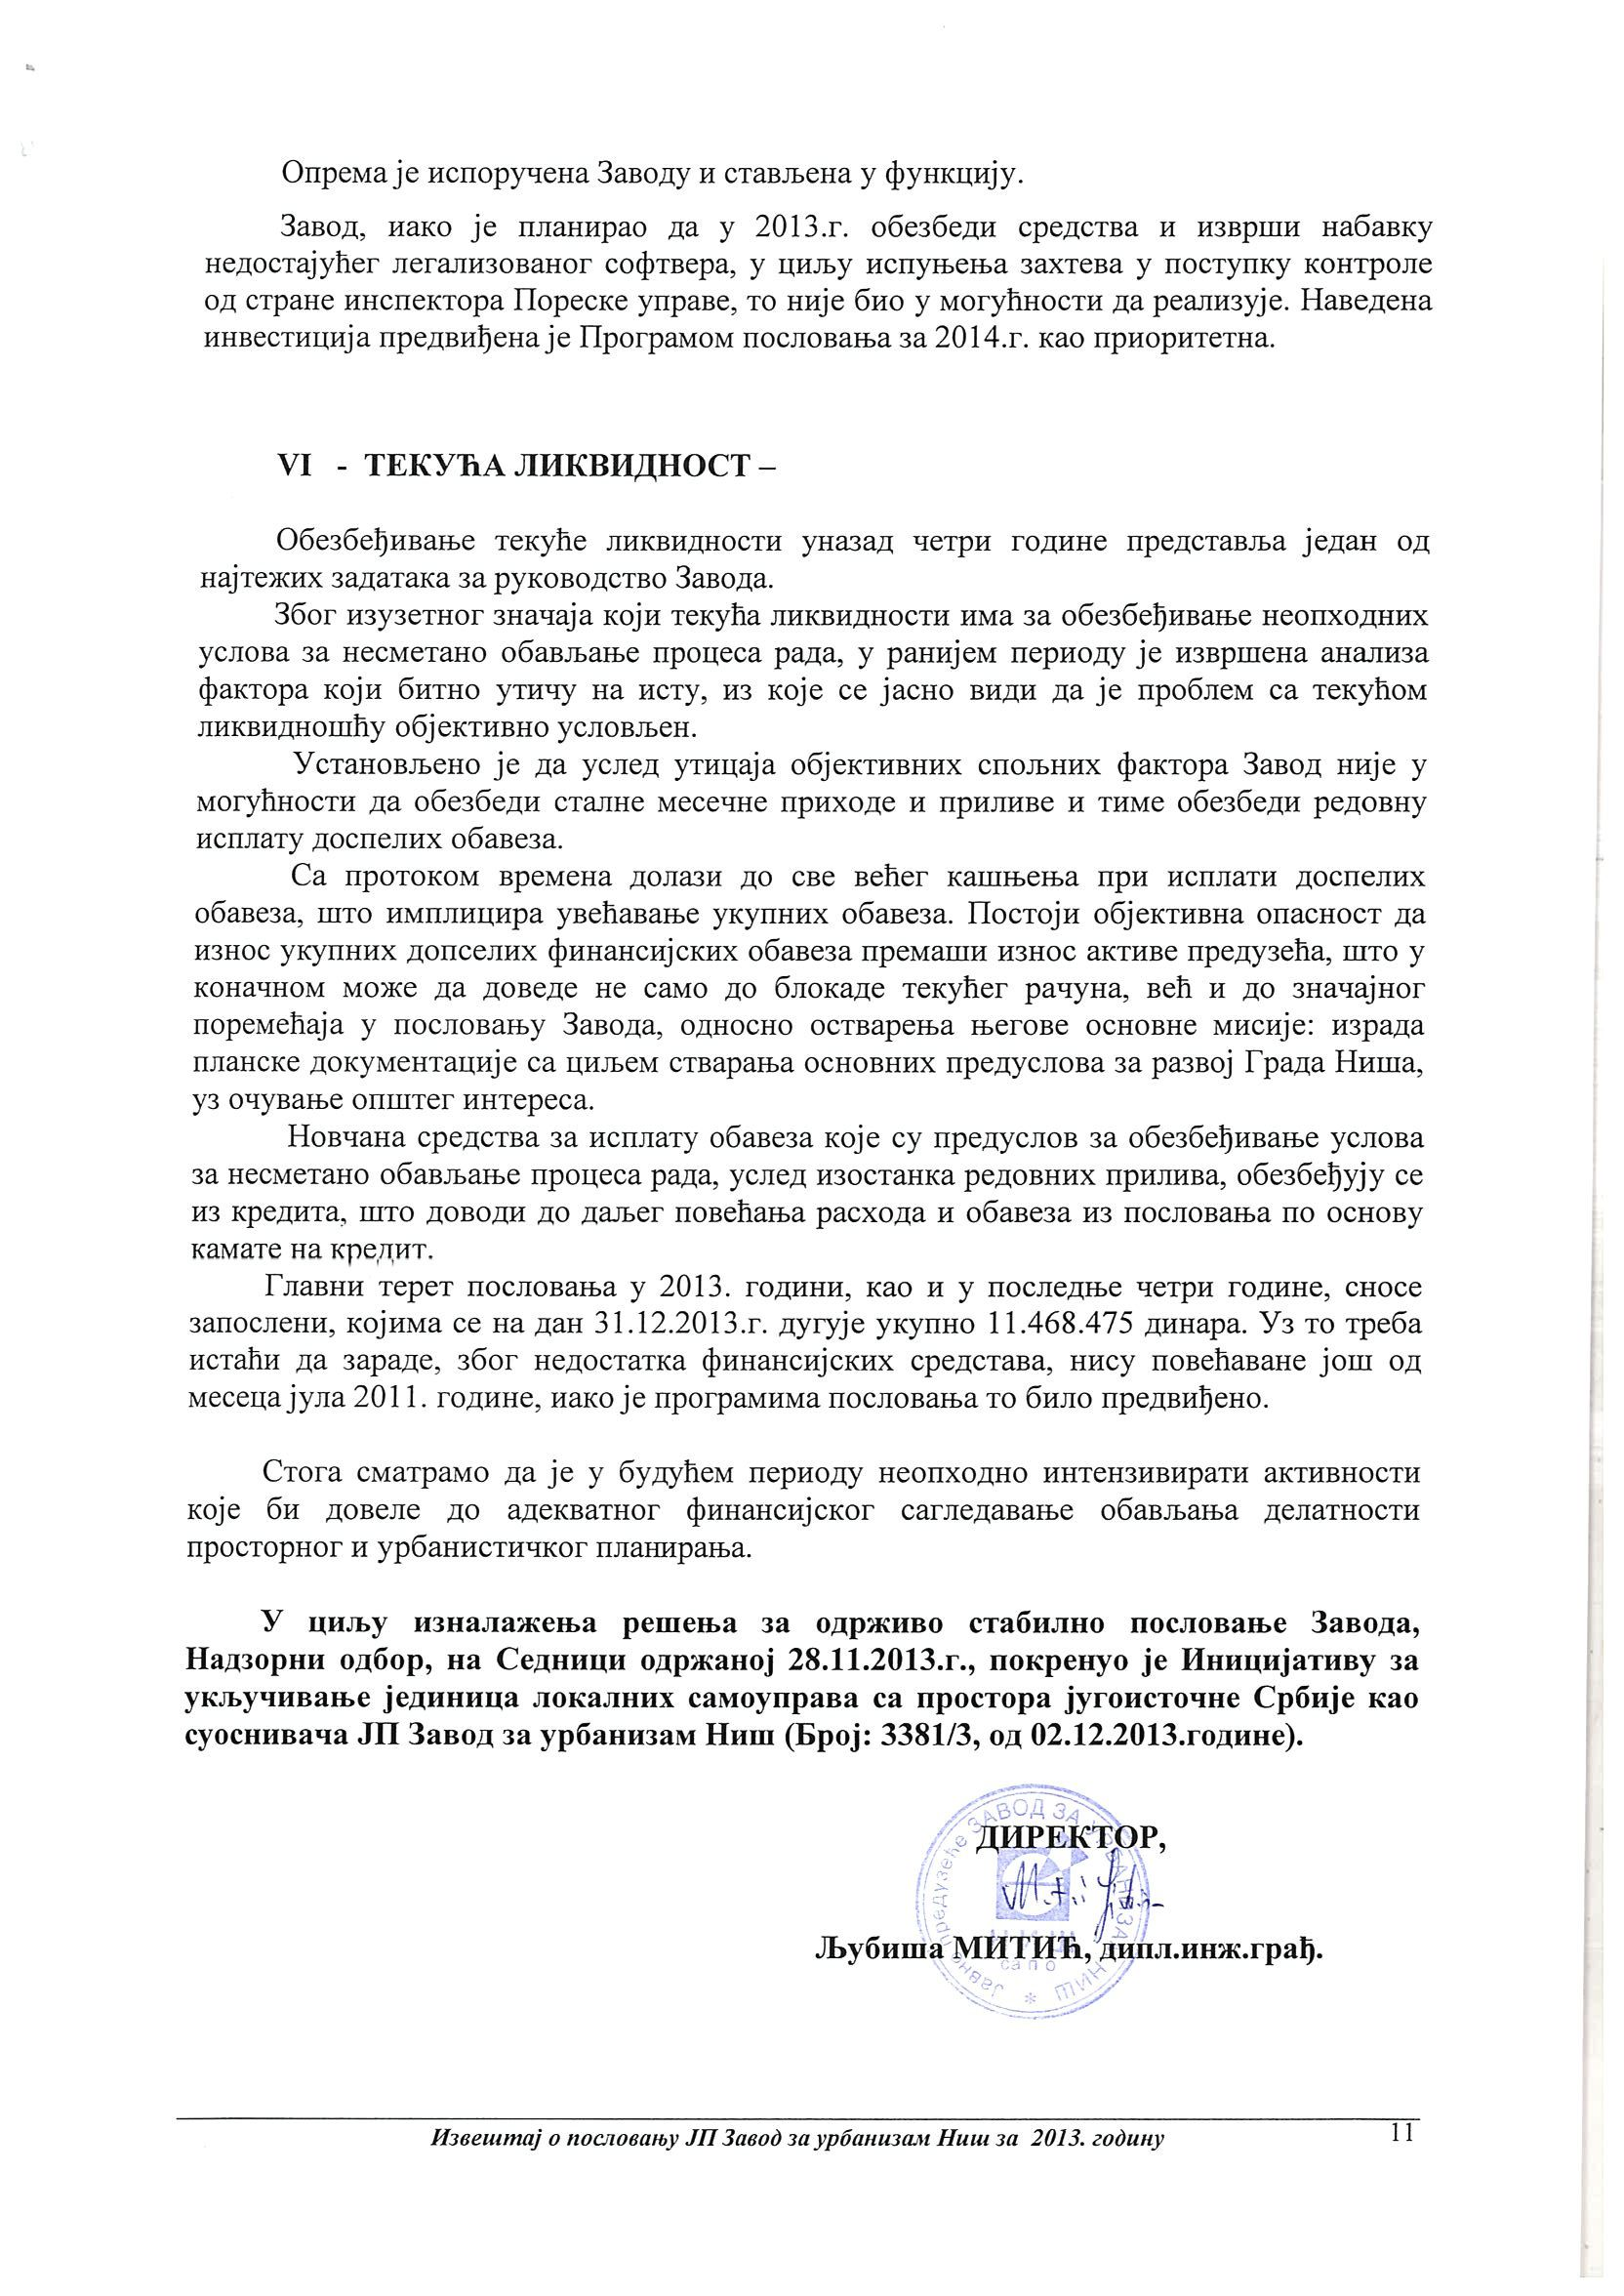 Опрема је испоручена Заводу и стављена у функцију.
Завод, иако је планирао да у 2013.г. обезбеди средства и изврши набавку
недостајућег легализованог софтвера, у циљу испуњења захтева у поступку контроле
од стране инспектора Пореске управе, то није био у могућности да реализује. Наведена
инвестиција предвиђена је Програмом пословања за 2014.г. као приоритетна.
VI - ТЕКУЋА ЛИКВИДНОСТ –
Обезбеђивање текуће ликвидности уназад четри године представља један од
најтежих задатака за руководство Завода.
Због изузетног значаја који текућа ликвидности има за обезбеђивање неопходних
услова за несметано обављање процеса рада, у ранијем периоду је извршена анализа
фактора који битно утичу на исту, из које се јасно види да је проблем са текућом
ликвидношћу објективно условљен.
Установљено је да услед утицаја објективних спољних фактора Завод није у
могућности да обезбеди сталне месечне приходе и приливе и тиме обезбеди редовну
исплату доспелих обавеза.
Са протоком времена долази до све већег кашњења при исплати доспелих
обавеза, што имплицира увећавање укупних обавеза. Постоји објективна опасност да
износ укупних допселих финансијских обавеза премаши износ активе предузећа, што у
коначном може да доведе не само до блокаде текућег рачуна, већ и до значајног
поремећаја у пословању Завода, односно остварења његове основне мисије: израда
планске документације са циљем стварања основних предуслова за развој Града Ниша,
уз очување општег интереса.
Новчана средства за исплату обавеза које су предуслов за обезбеђивање услова
за несметано обављање процеса рада, услед изостанка редовних прилива, обезбеђују се
из кредита, што доводи до даљег повећања расхода и обавеза из пословања по основу
камате на кредит.
Главни терет пословања у 2013. години, као и у последње четри године, сносе
запослени, којима се на дан 31.12.2013.г. дугује укупно 11.468.475 динара. Уз то треба
истаћи да зараде, због недостатка финансијских средстава, нису повећаване још од
месеца јула 2011. године, иако је програмима пословања то било предвиђено.
Стога сматрамо да је у будућем периоду неопходно интензивирати активности
које би довеле до адекватног финансијског сагледавање обављања делатности
просторног и урбанистичког планирања.
У циљу изналажења решења за одрживо стабилно пословање Завода,
Надзорни одбор, на Седници одржаној 28.11.2013.г., покренуо је Иницијативу за
укључивање јединица локалних самоуправа са простора југоисточне Србије као
суоснивача ЈП Завод за урбанизам Ниш (Број: 3381/3, од 02.12.2013.године).
ДИРЕКТОР,
Љубиша МИТИЋ, дипл.инж.грађ.
Јавно предузеће ЗАВОД ЗА УРБАНИЗАМ НИШ
Извештај о пословању ЈП Завод за урбанизам Ниш за 2013. годину
11